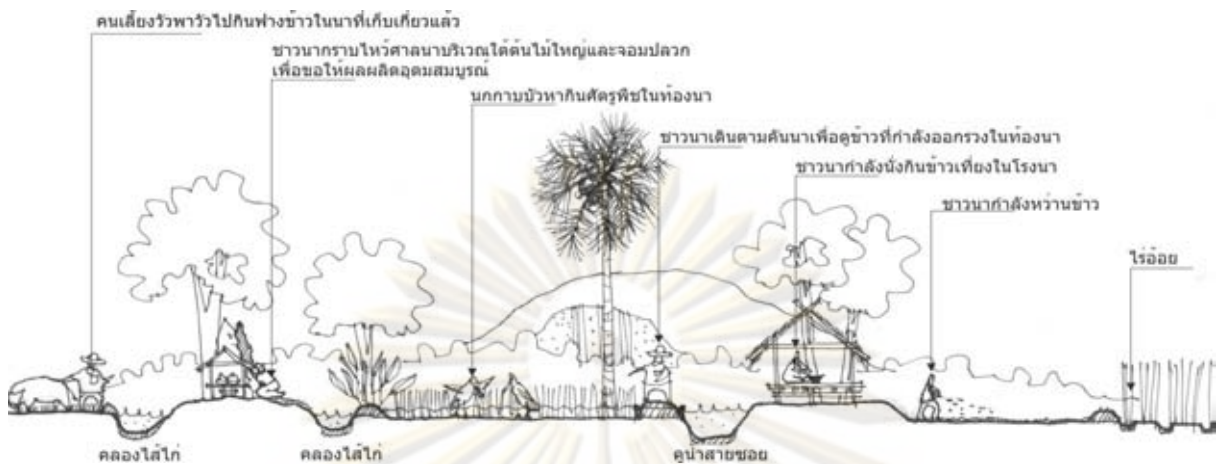 คนเลี้ยงวัวพาวัวไปกินฟางข้าวในนาที่เก็บเกี่ยวแล้ว
ชาวนากราบไหว้ศาลนาบริเวณใต้ต้นไม้ใหญ่และจอมปลวก
เพื่อขอให้ผลผลิตอุดมสมบูรณ์
นกกาบบัวหากินศัตรูพืชในท้องนา
ชาวนาเดินตามคันนาเพื่อดูข้าวที่กำลังออกรวงในท้องนา
ชาวนากำลังนั่งกินข้าวเที่ยงในโรงนา
ชาวนากำลังหว่านข้าว
ไร่อ้อย
คลองไส้ไก่
คลองไส้ไก่
คูน้ำสายซอย